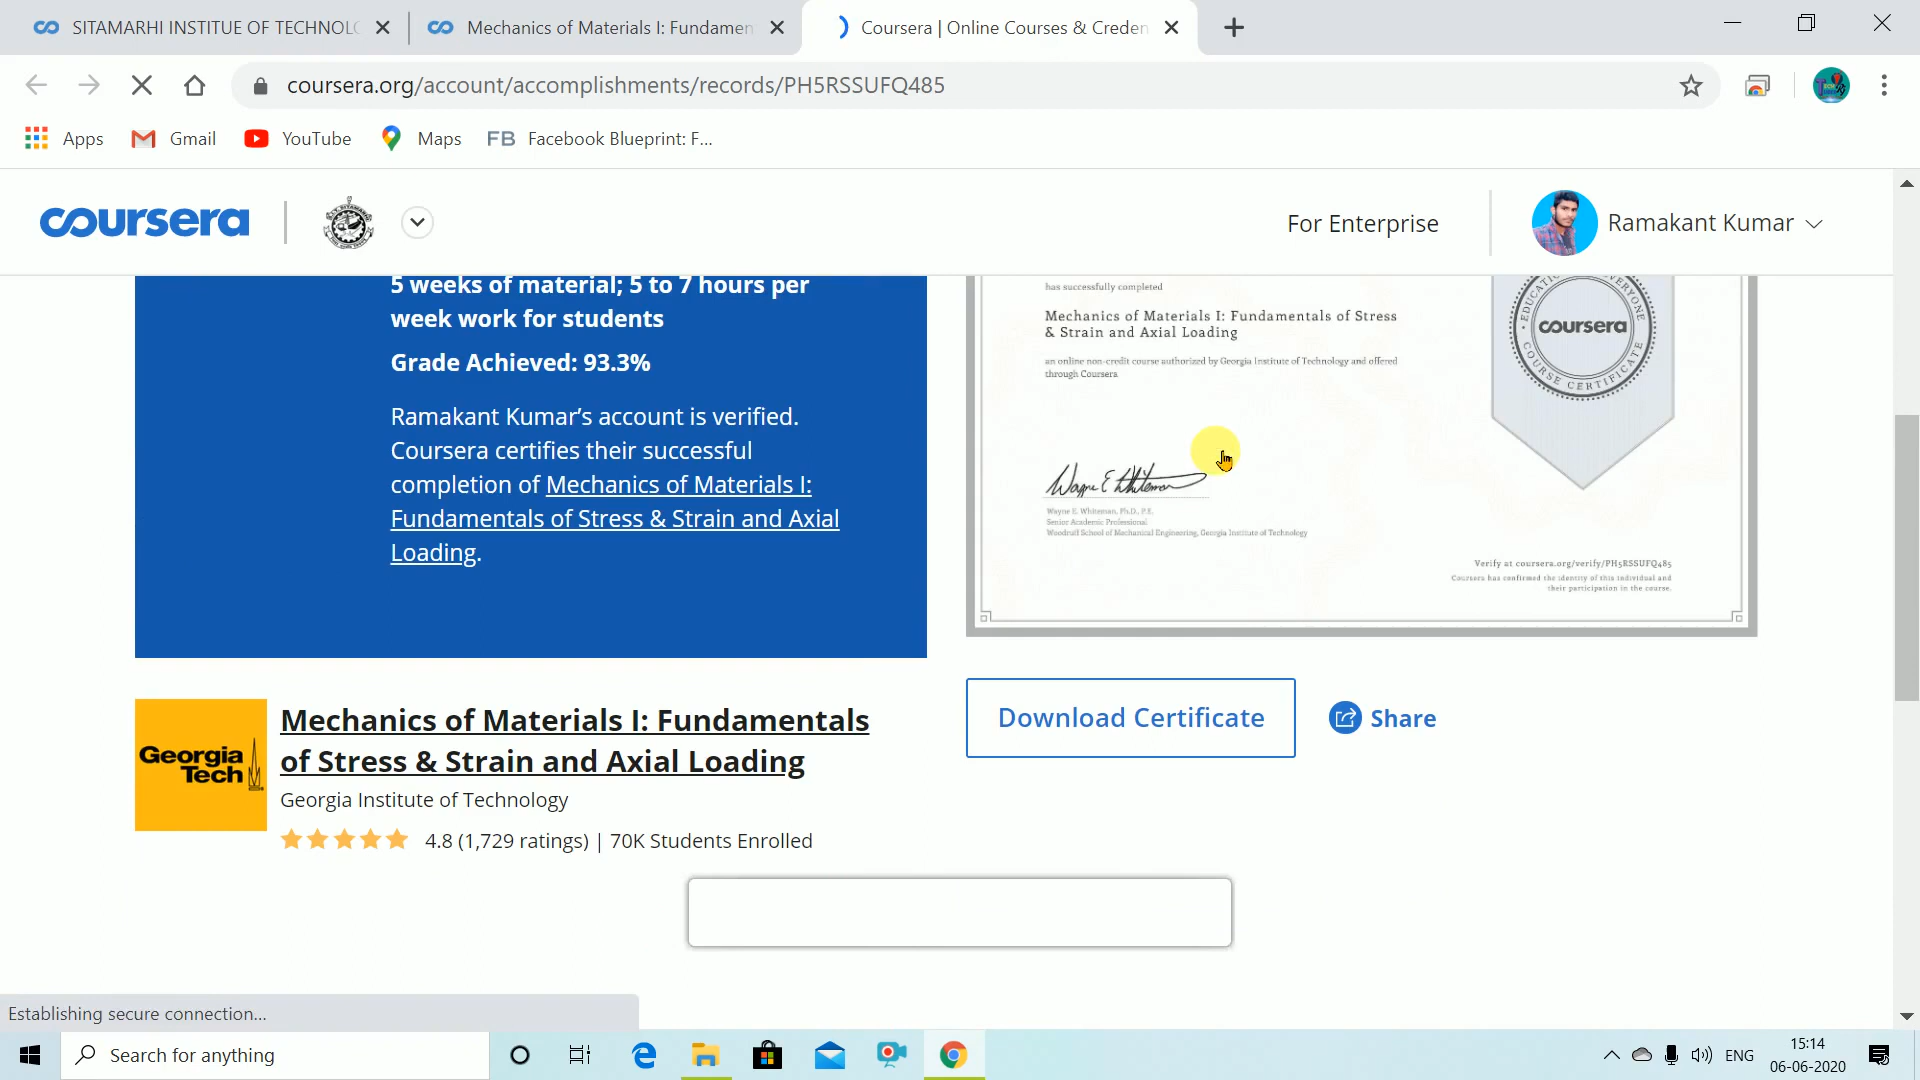 SITAMARHI INSTITUE OF TECHNOLO
Mechanics of Materials I: Fundamen
Coursera | Online Courses & Creden
coursera.org/account/accomplishments/records/PH5RSSUFQ485
Apps
Gmail
YouTube
Maps
FB Facebook Blueprint: F...
coursera
For Enterprise
Ramakant Kumar
5 weeks of material; 5 to 7 hours per
week work for students
Grade Achieved: 93.3%
Ramakant Kumar's account is verified.
Coursera certifies their successful
completion of Mechanics of Materials I:
Fundamentals of Stress & Strain and Axial
Loading.
has successfully completed
Mechanics of Materials I: Fundamentals of Stress
& Strain and Axial Loading
an online non-credit course authorized by Georgia Institute of Technology and offered
through Coursera
coursera
COURSE CERTIFICATE
Wayne E. Whiteman, Ph.D., P.E.
Senior Academic Professional
Woodruff School of Mechanical Engineering, Georgia Institute of Technology
Verify at coursera.org/verify/PH5RSSUFQ485
Coursera has confirmed the identity of this individual and
their participation in the course.
Download Certificate
Share
Georgia
Tech
Mechanics of Materials I: Fundamentals
of Stress & Strain and Axial Loading
Georgia Institute of Technology
4.8 (1,729 ratings) | 70K Students Enrolled
Establishing secure connection...
Search for anything
ENG
15:14
06-06-2020